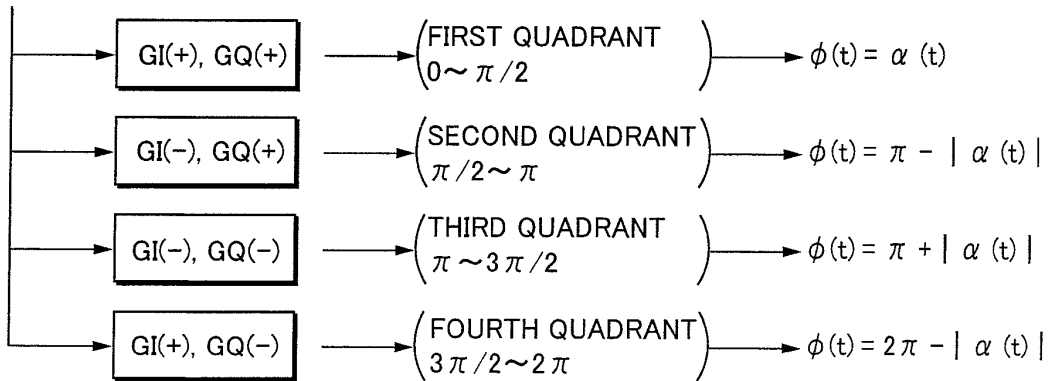 GI(+), GQ(+)
FIRST QUADRANT
0~ π/2
φ(t) = α (t)
GI(-), GQ(+)
SECOND QUADRANT
π/2~ π
φ(t) = π - | α (t) |
GI(-), GQ(-)
THIRD QUADRANT
π ~3π/2
φ(t) = π + | α (t) |
GI(+), GQ(-)
FOURTH QUADRANT
3π/2~2π
φ(t) = 2π - | α (t) |